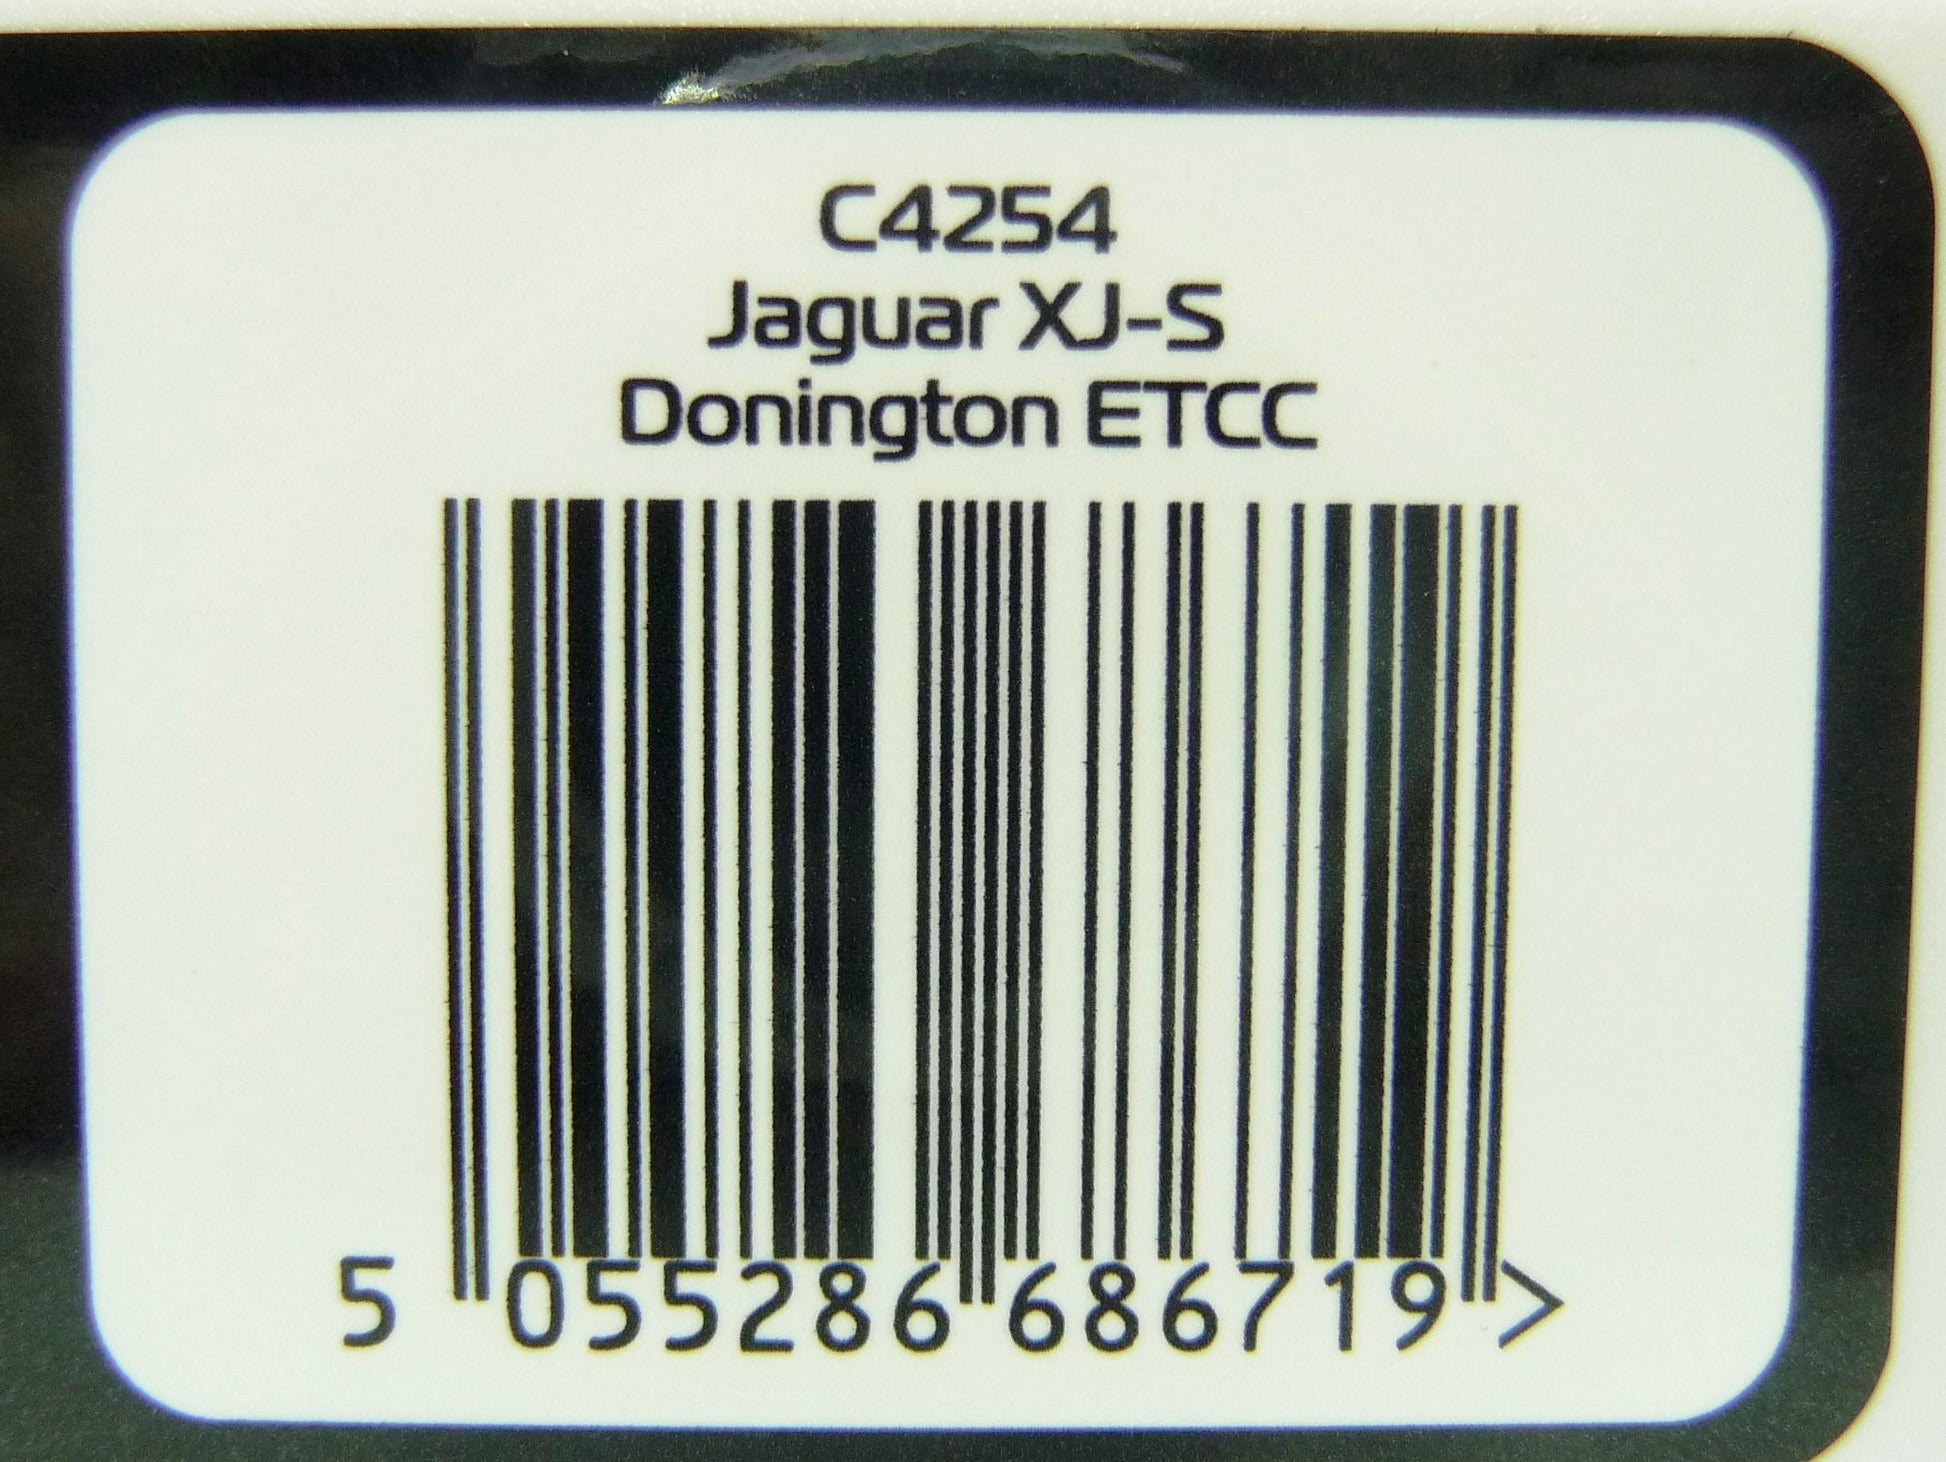 C4254
Jaguar XJ-S
Donington ETCC
5 055286 686719 >